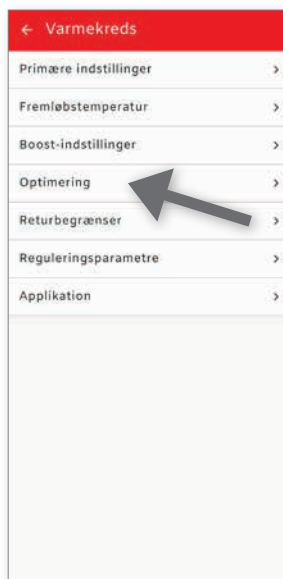 ← Varmekreds
Primære indstillinger >
Fremløbstemperatur >
Boost-indstillinger >
Optimering >
Returbegrænser >
Reguleringsparametre >
Applikation >